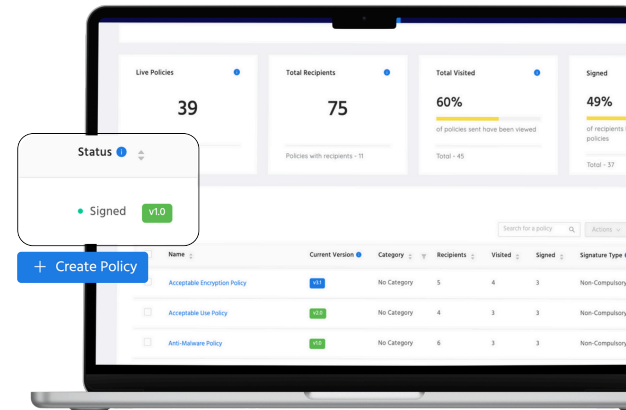 Live Policies
39
Total Recipients
75
Policies with recipients - 11
Total Visited
60%
of policies sent have been viewed
Total - 45
Signed
49%
of recipients
policies
Total - 37
Status
Signed v1.0
+ Create Policy
Search for a policy
Actions
Name Current Version Category Recipients Visited Signed Signature Type
Acceptable Encryption Policy v3.1 No Category 5 4 3 Non-Compulsory
Acceptable Use Policy v2.0 No Category 4 3 3 Non-Compulsory
Anti-Malware Policy v1.0 No Category 6 3 3 Non-Compulsory